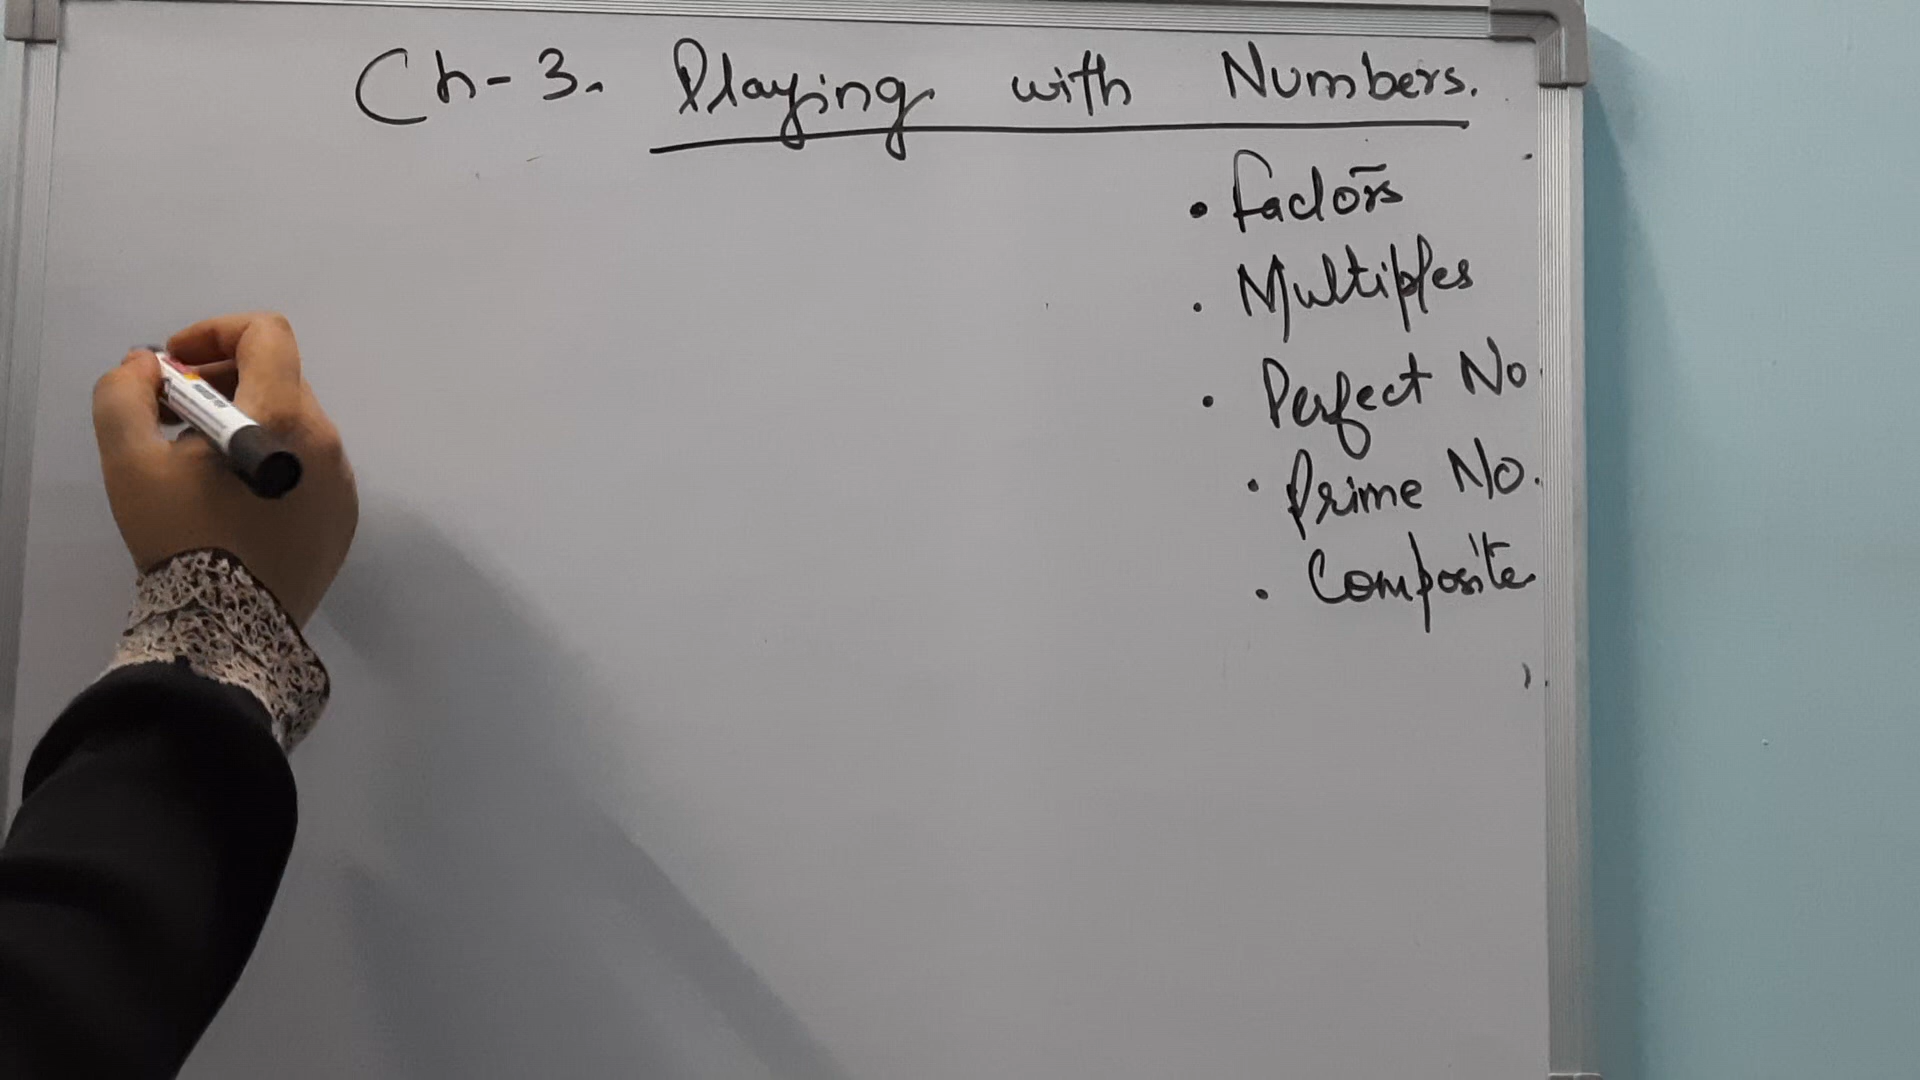 Ch-3. Playing with Numbers.
• Factors
• Multiples
• Perfect No
• Prime No.
• Composite